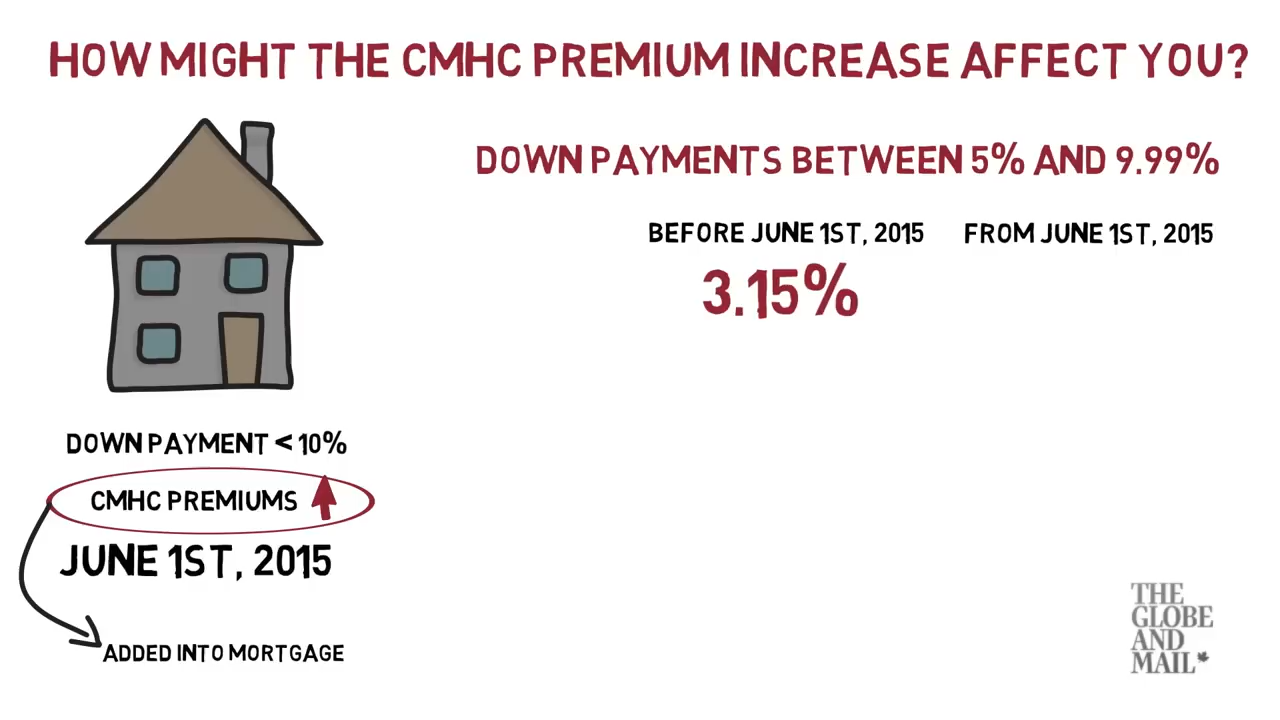 HOW MIGHT THE CMHC PREMIUM INCREASE AFFECT YOU?
DOWN PAYMENTS BETWEEN 5% AND 9.99%
BEFORE JUNE 1ST, 2015 FROM JUNE 1ST, 2015
3.15%
DOWN PAYMENT < 10%
CMHC PREMIUMS
JUNE 1ST, 2015
ADDED INTO MORTGAGE
THE
GLOBE
AND
MAIL